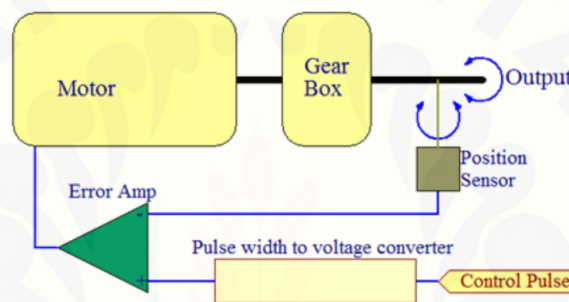 Motor
Gear
Box
Output
Position
Sensor
Error Amp
-
+
Pulse width to voltage converter
Control Pulse